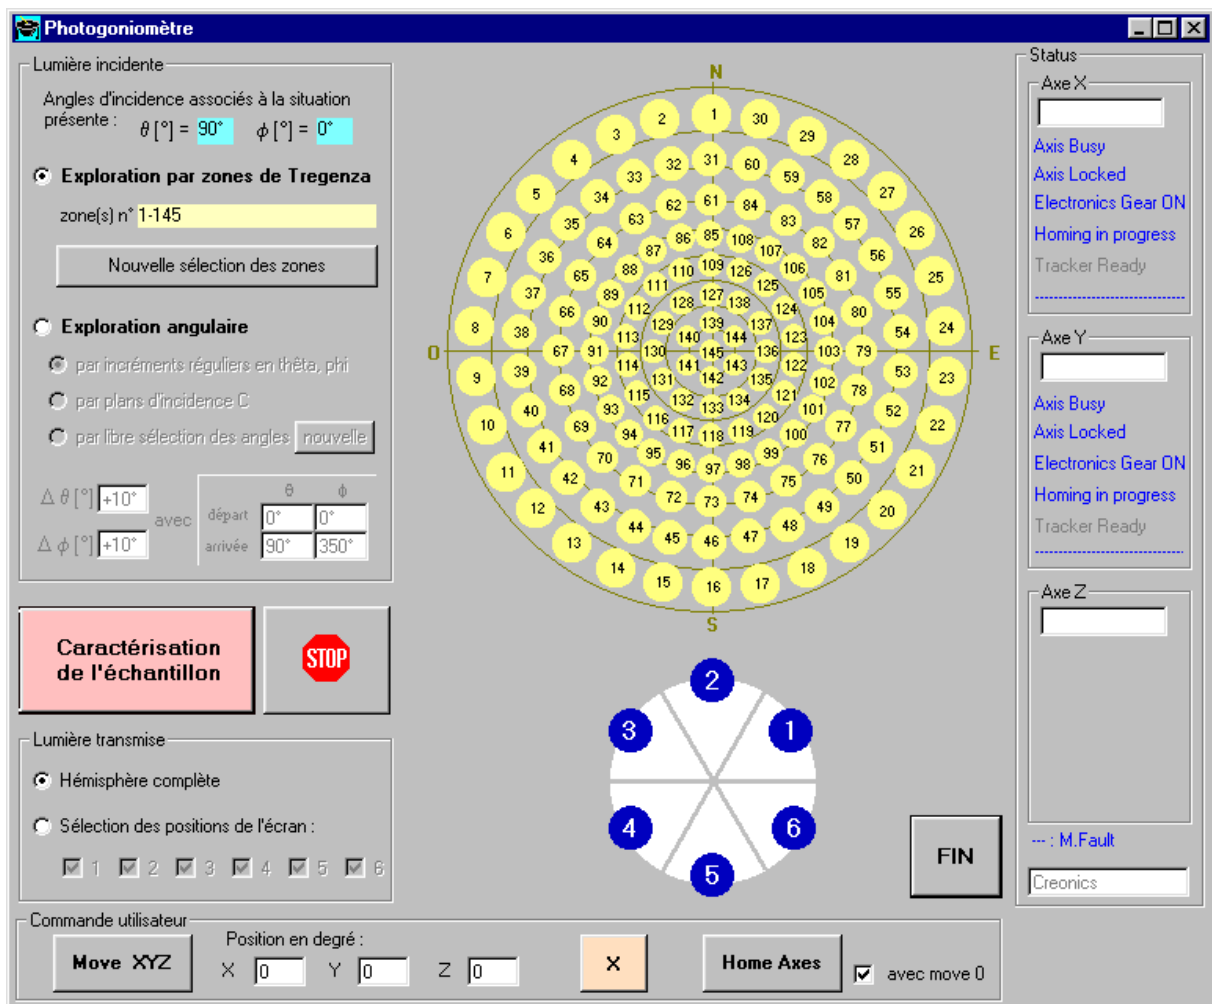 Photogoniomètre
Lumière incidente
Angles d'incidence associés à la situation
présente : θ [°] = 90° ϕ [°] = 0°
Exploration par zones de Tregenza
zone(s) n° 1-145
Nouvelle sélection des zones
Exploration angulaire
par incréments réguliers en thêta, phi
par plans d'incidence C
par libre sélection des angles nouvelle
Δ θ [°] +10° avec
Δ ϕ [°] +10°
θ ϕ
départ 0° 0°
arrivée 90° 350°
Caractérisation
de l'échantillon
STOP
Lumière transmise
Hémisphère complète
Sélection des positions de l'écran :
1 2 3 4 5 6
N
3 2 1 30 29
4 28
5 27
6 26
7 25
8 24
9 23
10 22
11 21
12 20
13 19
14 15 16 17 18
33 32 31 60 59
34 58
35 57
36 56
37 55
38 54
39 53
40 52
41 51
42 50
43 49
44 45 46 47 48
63 62 61 84 83
64 82
65 81
66 80
67 79
68 78
69 77
70 76
71 72 73 74 75
87 86 85 108 107
88 106
89 105
90 104
91 103
92 102
93 101
94 100
95 96 97 98 99
111 110 109 126 125
112 124
113 123
114 122
115 121
116 117 118 119 120
129 128 127 138 137
130 136
131 132 133 134 135
140 139 144
145
141 142 143
O E
S
2
3 1
4 6
5
FIN
Status
Axe X
Axis Busy
Axis Locked
Electronics Gear ON
Homing in progress
Tracker Ready
Axe Y
Axis Busy
Axis Locked
Electronics Gear ON
Homing in progress
Tracker Ready
Axe Z
--- : M.Fault
Creonics
Commande utilisateur
Move XYZ
Position en degré :
X 0 Y 0 Z 0
X
Home Axes
avec move 0